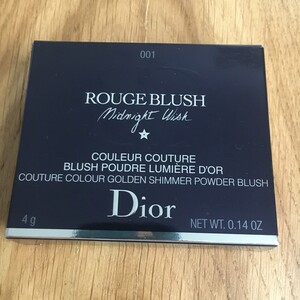 001
ROUGE BLUSH
Midnight Wish
COULEUR COUTURE
BLUSH POUDRE LUMIÈRE D'OR
COUTURE COLOUR GOLDEN SHIMMER POWDER BLUSH
Dior
4 g
NET WT. 0.14 OZ